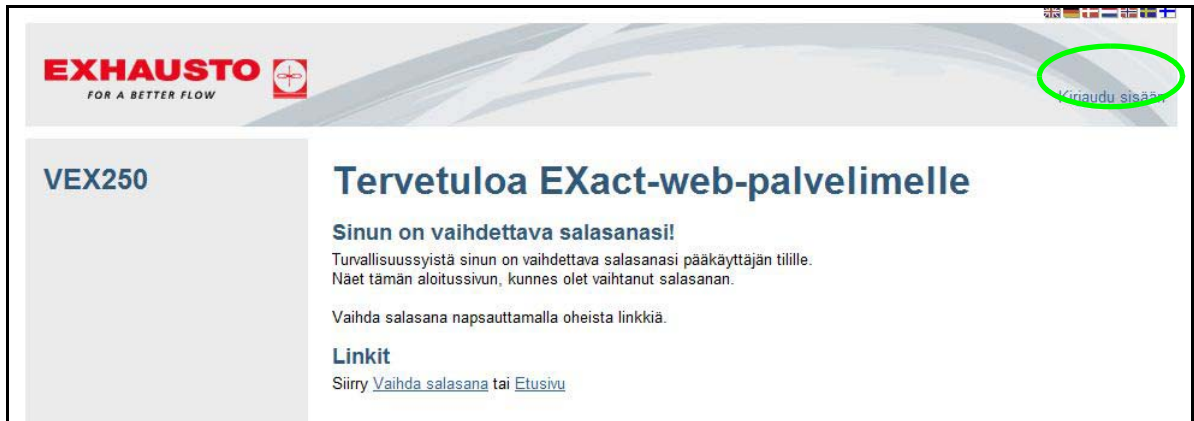 EXHAUSTO
FOR A BETTER FLOW
Kirjaudu sisään
VEX250
Tervetuloa EXact-web-palvelimelle
Sinun on vaihdettava salasanasi!
Turvallisuussyistä sinun on vaihdettava salasanasi pääkäyttäjän tilille.
Näet tämän aloitussivun, kunnes olet vaihtanut salasanan.
Vaihda salasana napsauttamalla oheista linkkiä.
Linkit
Siirry Vaihda salasana tai Etusivu